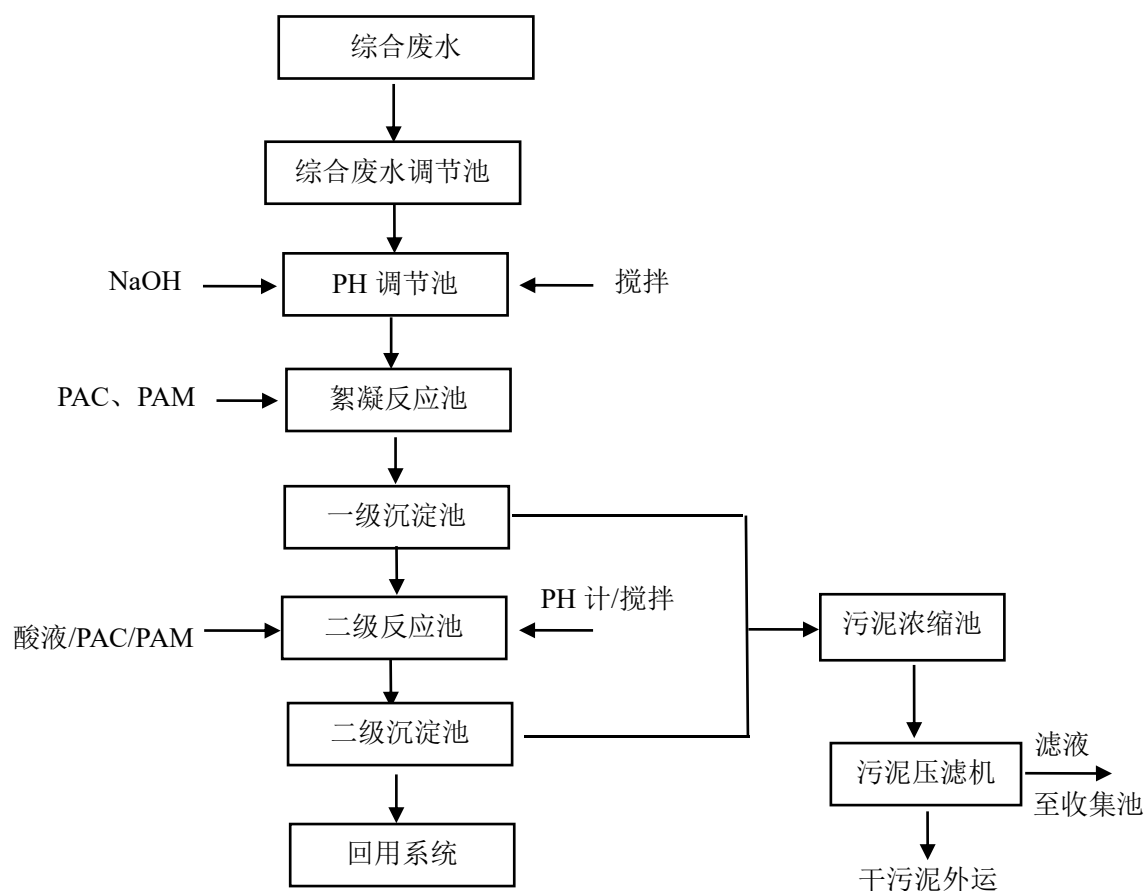 综合废水
综合废水调节池
NaOH
PH 调节池
搅拌
PAC、PAM
絮凝反应池
一级沉淀池
酸液/PAC/PAM
二级反应池
PH 计/搅拌
污泥浓缩池
二级沉淀池
污泥压滤机
滤液
至收集池
回用系统
干污泥外运